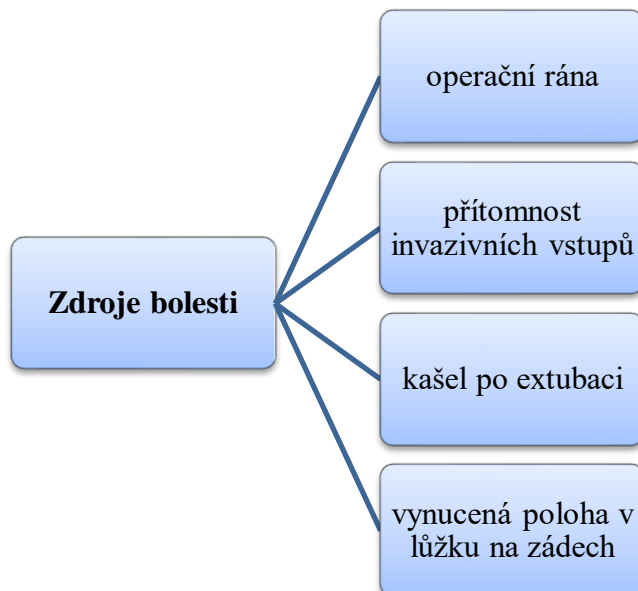 operační rána
přítomnost
invazivních vstupů
Zdroje bolesti
kašel po extubaci
vynucená poloha v
lůžku na zádech